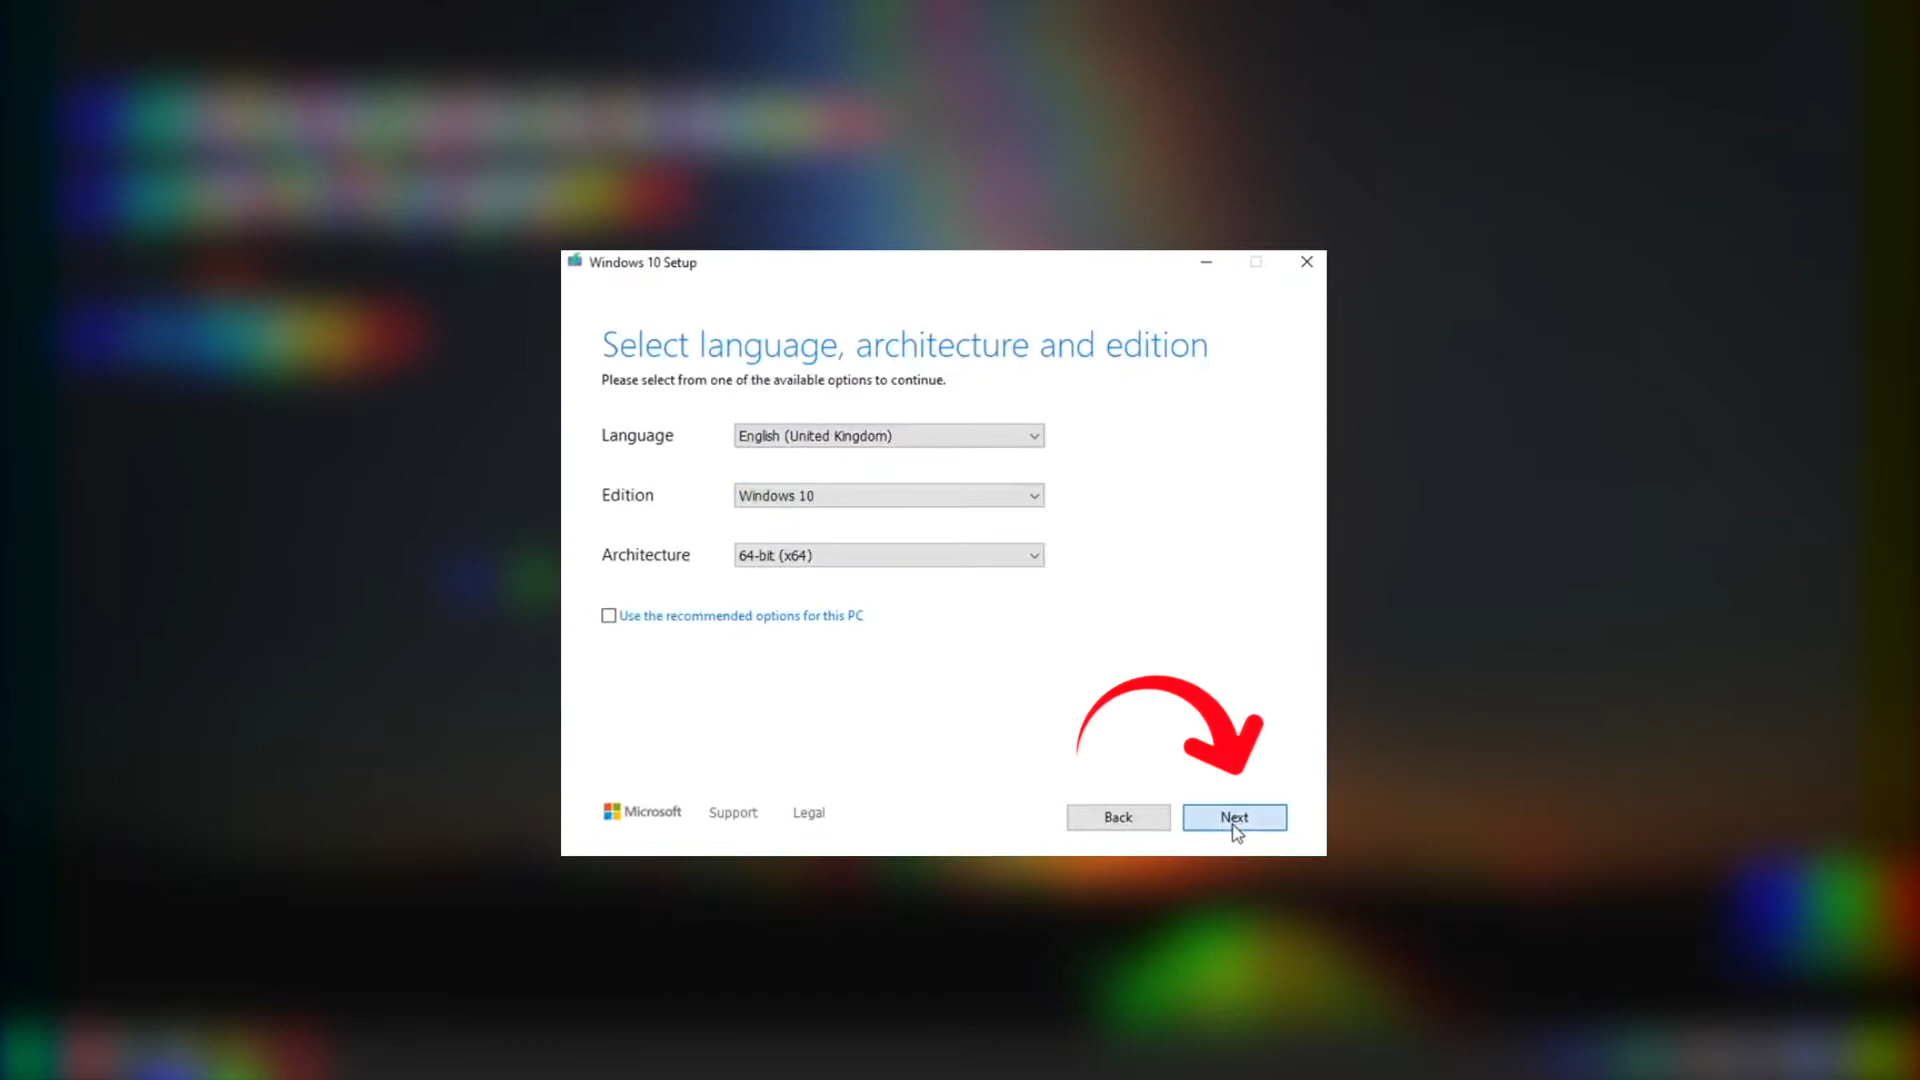 Windows 10 Setup
Select language, architecture and edition
Please select from one of the available options to continue.
Language English (United Kingdom)
Edition Windows 10
Architecture 64-bit (x64)
Use the recommended options for this PC
Microsoft Support Legal Back Next